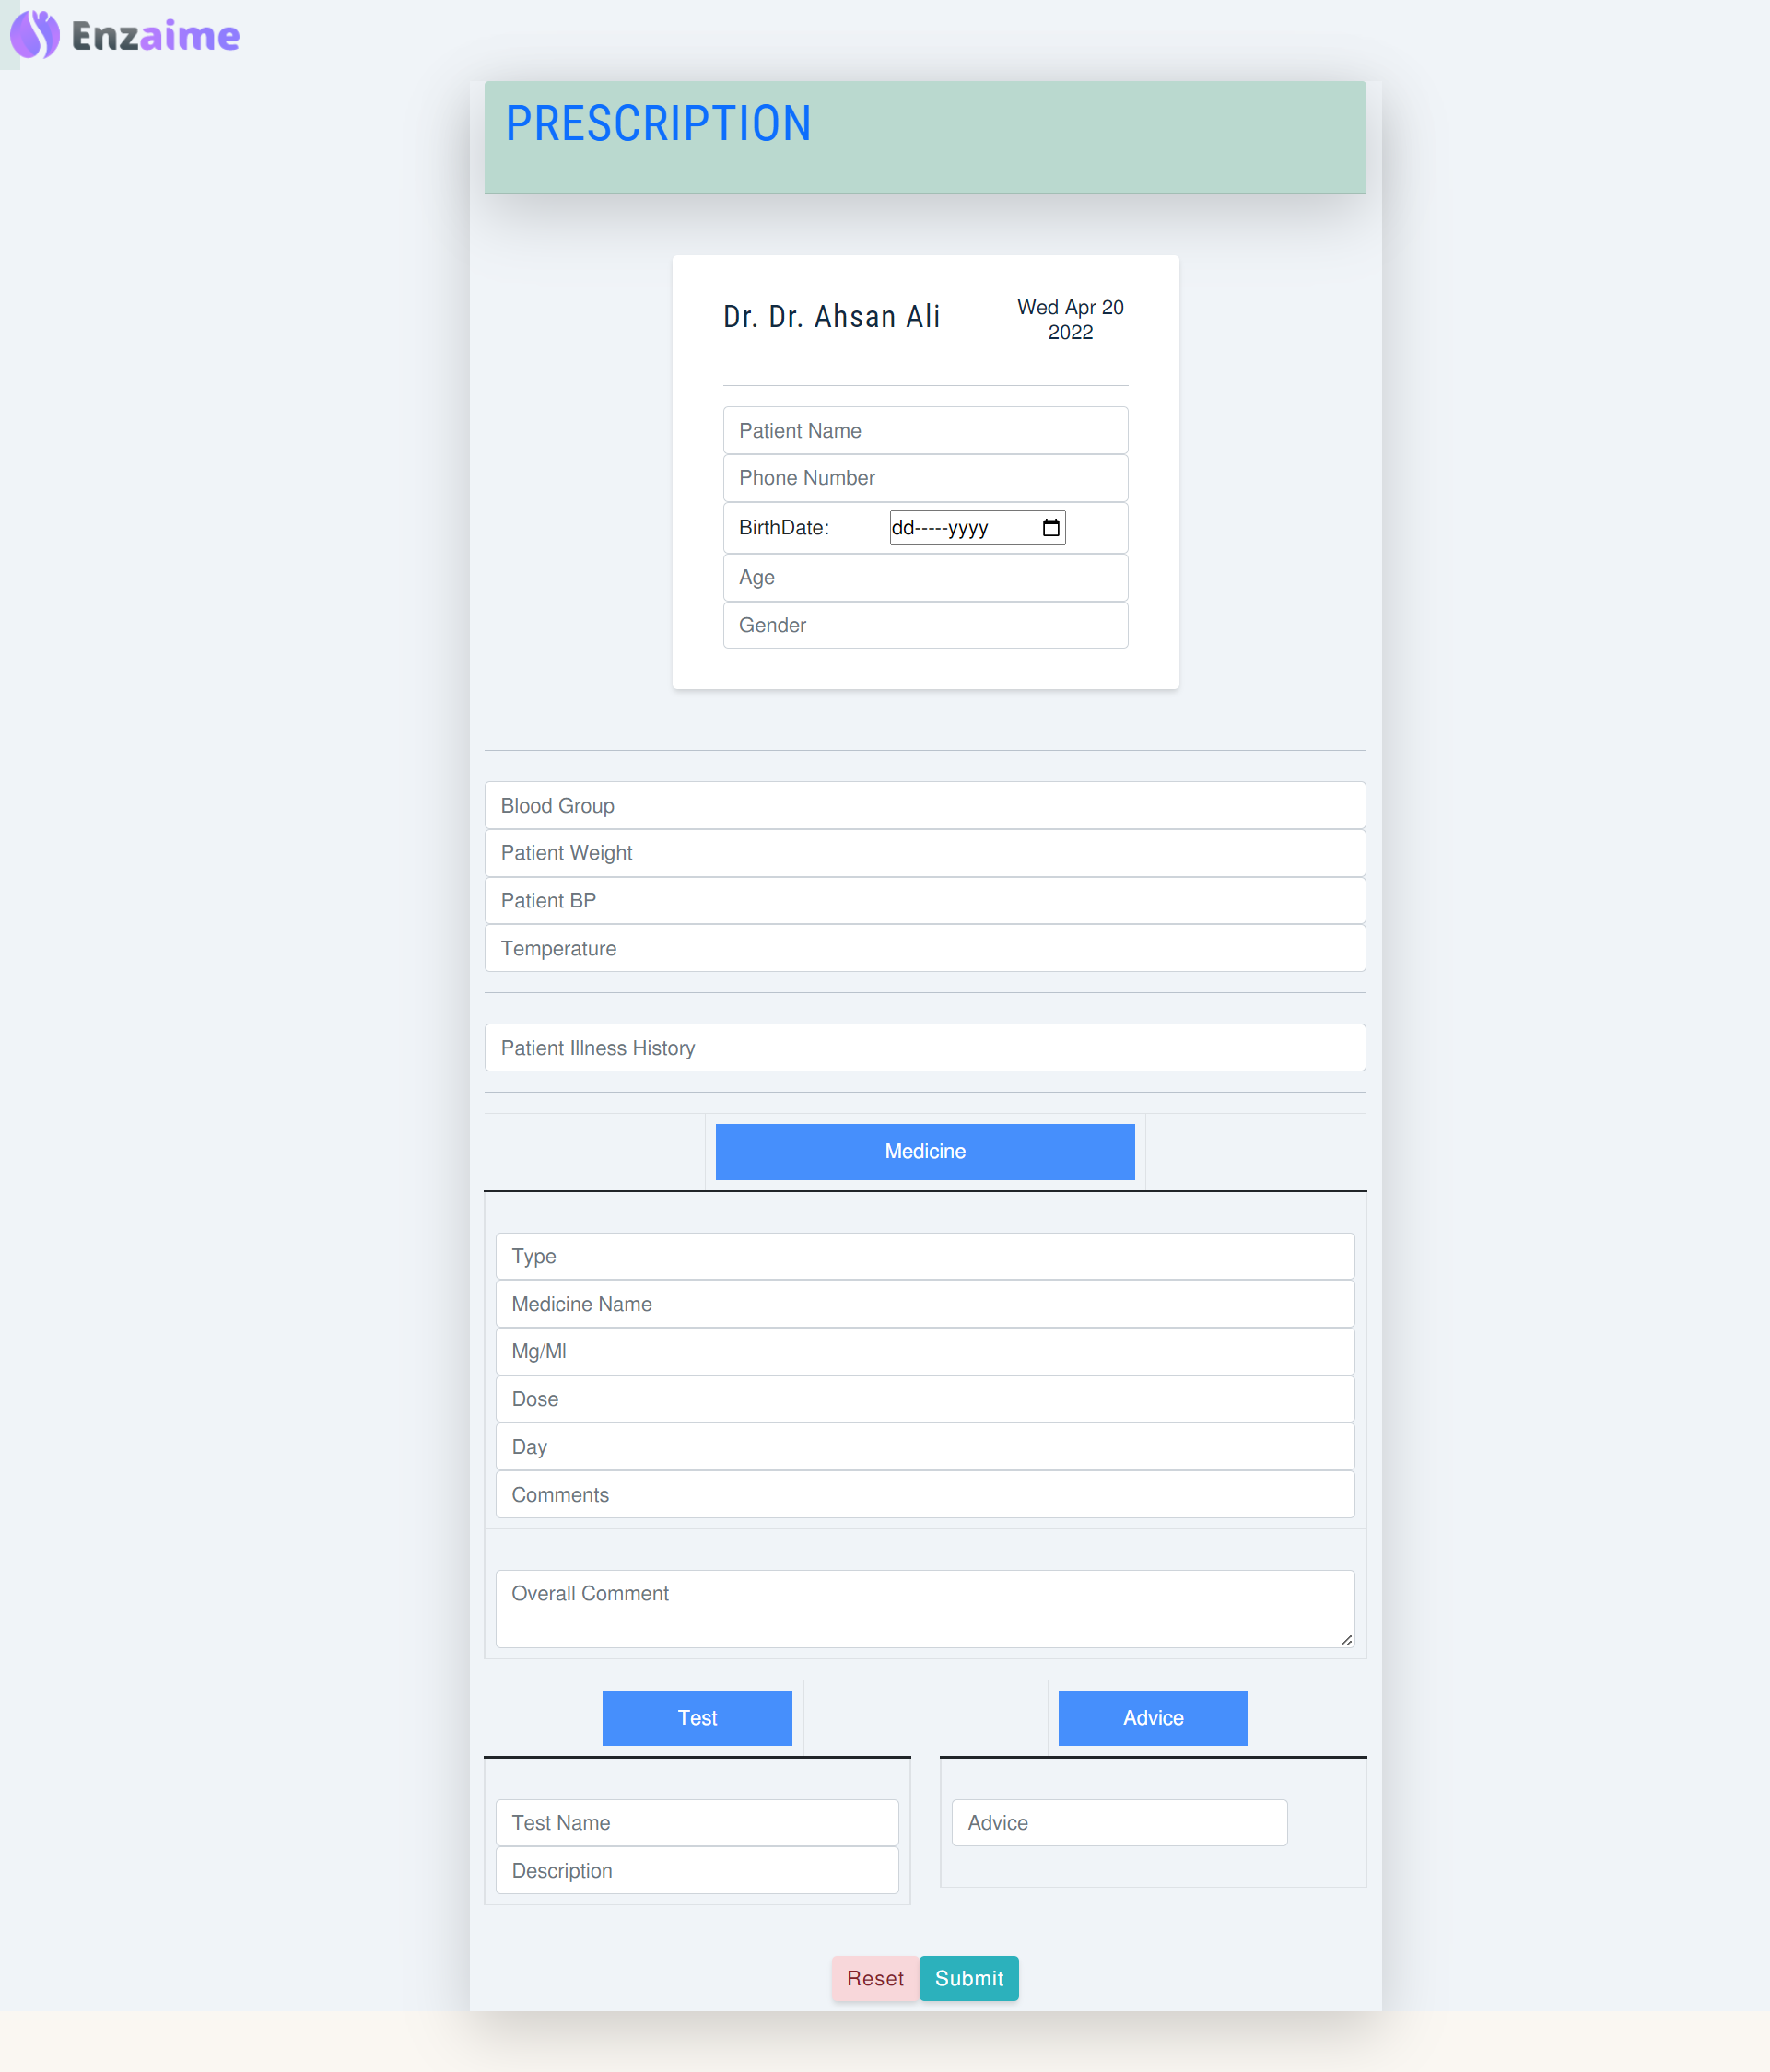 Enzaime
PRESCRIPTION
Dr. Dr. Ahsan Ali
Wed Apr 20
2022
Patient Name
Phone Number
BirthDate: dd-----yyyy
Age
Gender
Blood Group
Patient Weight
Patient BP
Temperature
Patient Illness History
Medicine
Type
Medicine Name
Mg/Ml
Dose
Day
Comments
Overall Comment
Test
Advice
Test Name
Description
Advice
Reset Submit